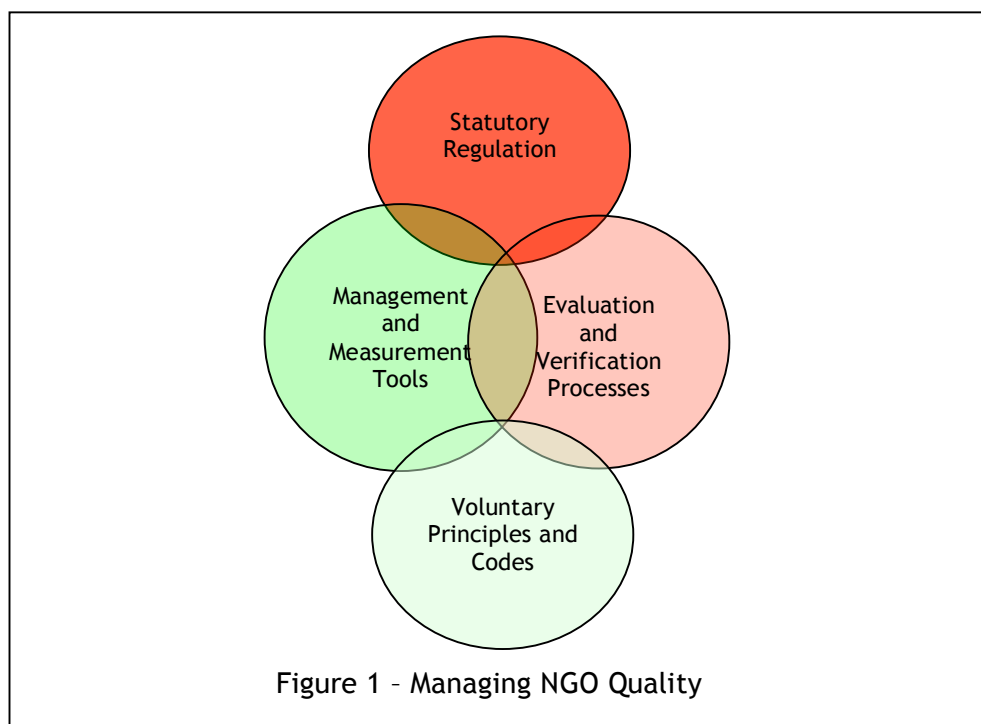 Statutory
Regulation
Management
and
Measurement
Tools
Evaluation
and
Verification
Processes
Voluntary
Principles and
Codes
Figure 1 - Managing NGO Quality